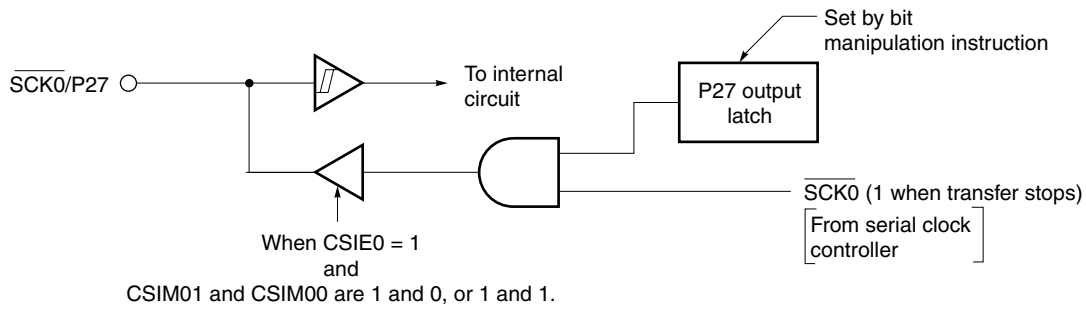 Set by bit
manipulation instruction
SCK0/P27
To internal
circuit
P27 output
latch
SCK0 (1 when transfer stops)
From serial clock
controller
When CSIE0 = 1
and
CSIM01 and CSIM00 are 1 and 0, or 1 and 1.